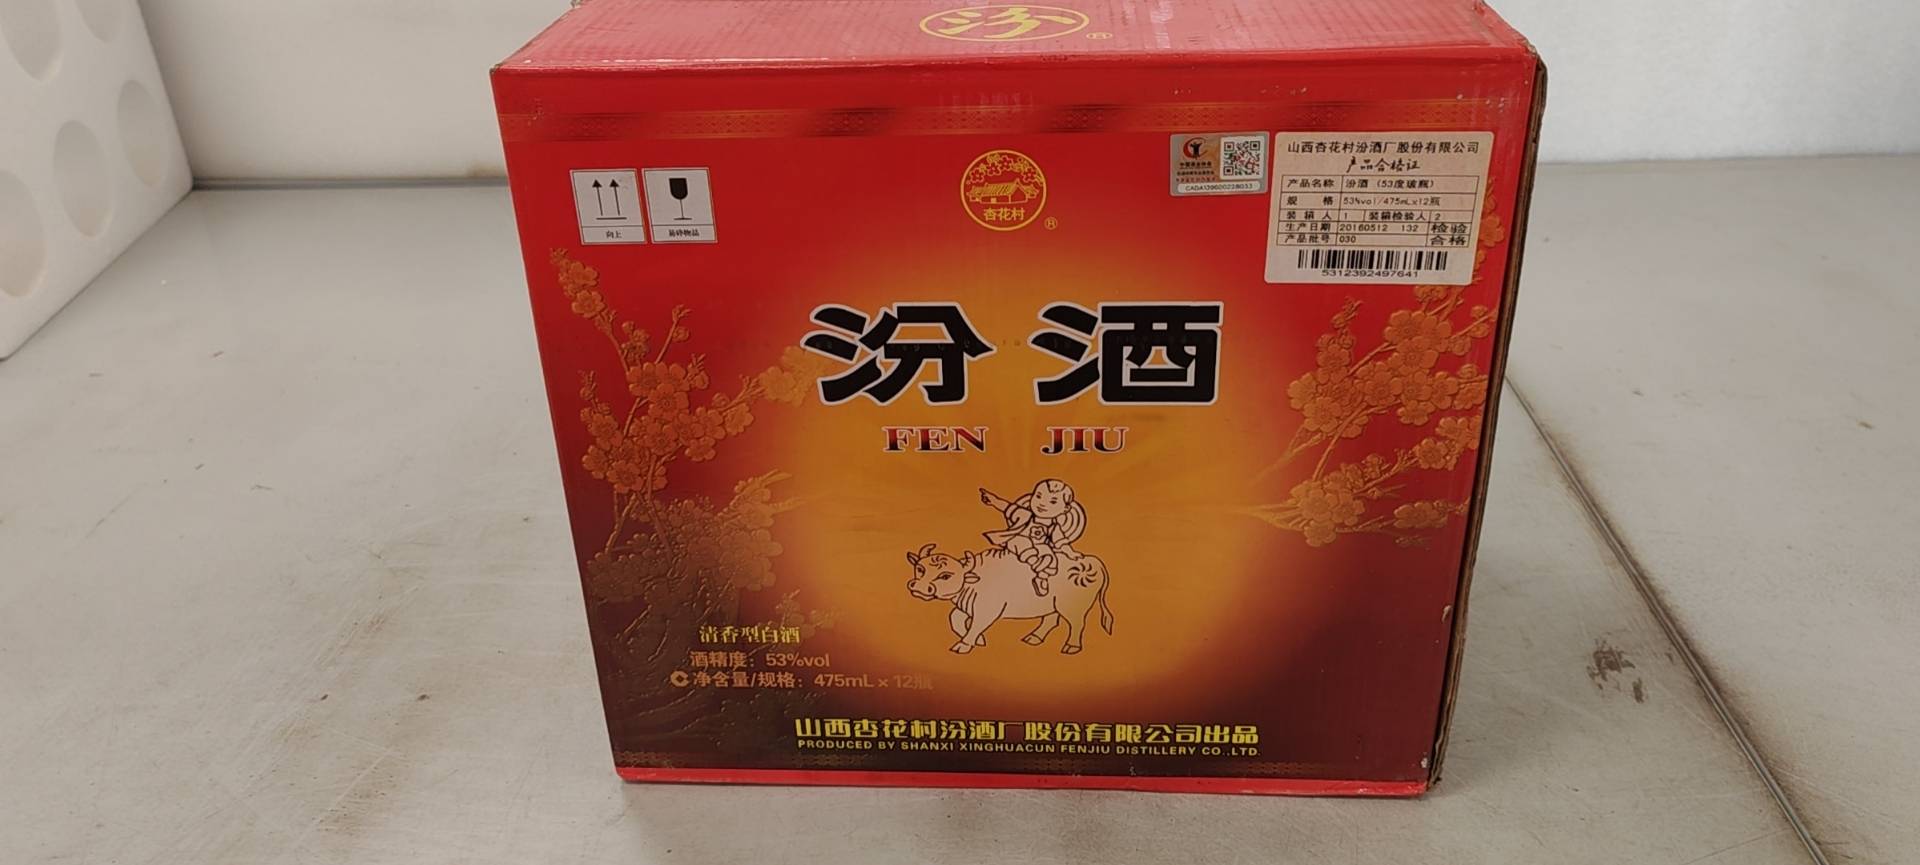 汾
®
杏花村
®
向上
易碎物品
CADA139600228033
山西杏花村汾酒厂股份有限公司
产品合格证
产品名称 汾酒 (53度玻瓶)
规 格 53%vol/475mL×12瓶
装箱人 1 装箱检验人 2
生产日期 20160512 132 检验
产品批号 030 合格
5312392497641
汾酒
FEN JIU
清香型白酒
酒精度：53%vol
净含量/规格：475mL×12瓶
山西杏花村汾酒厂股份有限公司出品
PRODUCED BY SHANXI XINGHUACUN FENJIU DISTILLERY CO.,LTD.